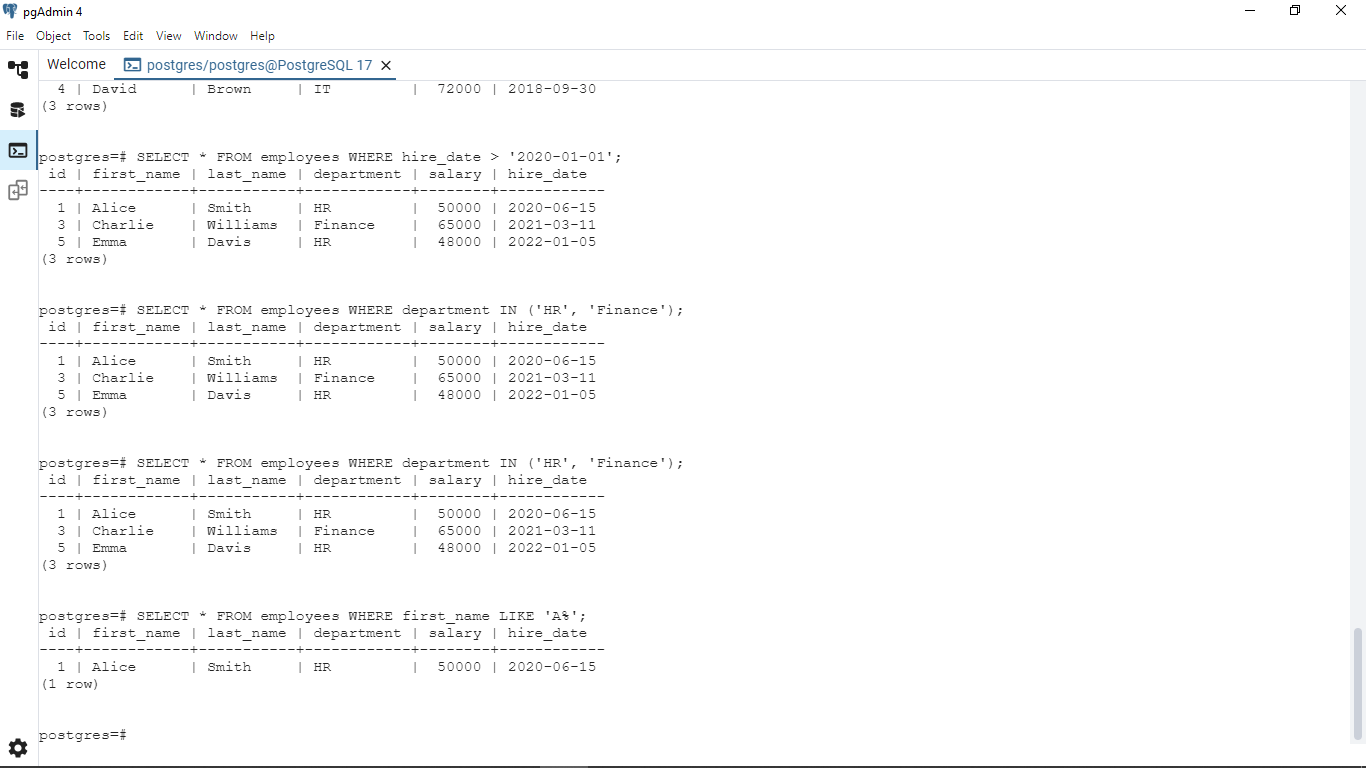 pgAdmin 4
File Object Tools Edit View Window Help
Welcome postgres/postgres@PostgreSQL 17
  4 | David      | Brown     | IT         |  72000 | 2018-09-30
(3 rows)
postgres=# SELECT * FROM employees WHERE hire_date > '2020-01-01';
 id | first_name | last_name | department | salary | hire_date
----+------------+-----------+------------+--------+------------
  1 | Alice      | Smith     | HR         |  50000 | 2020-06-15
  3 | Charlie    | Williams  | Finance    |  65000 | 2021-03-11
  5 | Emma       | Davis     | HR         |  48000 | 2022-01-05
(3 rows)
postgres=# SELECT * FROM employees WHERE department IN ('HR', 'Finance');
 id | first_name | last_name | department | salary | hire_date
----+------------+-----------+------------+--------+------------
  1 | Alice      | Smith     | HR         |  50000 | 2020-06-15
  3 | Charlie    | Williams  | Finance    |  65000 | 2021-03-11
  5 | Emma       | Davis     | HR         |  48000 | 2022-01-05
(3 rows)
postgres=# SELECT * FROM employees WHERE department IN ('HR', 'Finance');
 id | first_name | last_name | department | salary | hire_date
----+------------+-----------+------------+--------+------------
  1 | Alice      | Smith     | HR         |  50000 | 2020-06-15
  3 | Charlie    | Williams  | Finance    |  65000 | 2021-03-11
  5 | Emma       | Davis     | HR         |  48000 | 2022-01-05
(3 rows)
postgres=# SELECT * FROM employees WHERE first_name LIKE 'A%';
 id | first_name | last_name | department | salary | hire_date
----+------------+-----------+------------+--------+------------
  1 | Alice      | Smith     | HR         |  50000 | 2020-06-15
(1 row)
postgres=#